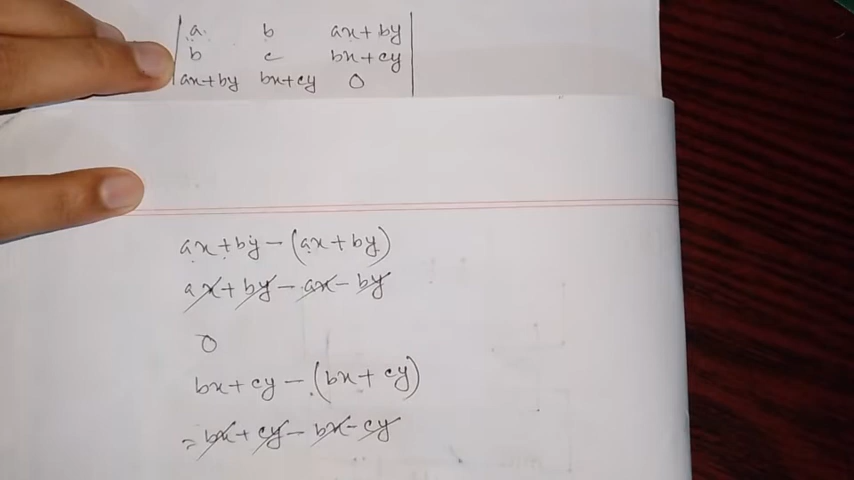 a b ax+by
b c bx+cy
ax+by bx+cy 0
ax+by-(ax+by)
ax+by-ax-by
0
bx+cy-(bx+cy)
=bx+cy-bx-cy